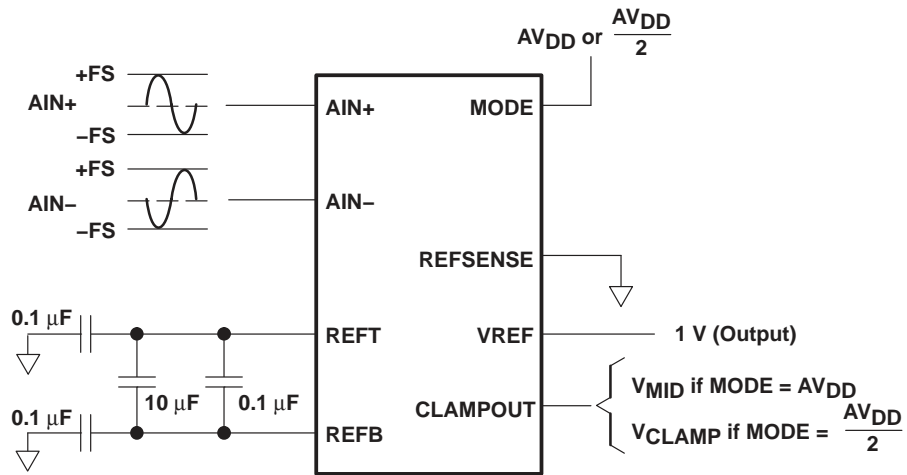 AVDD or AVDD/2
+FS
AIN+
−FS
AIN+
MODE
+FS
AIN−
−FS
AIN−
REFSENSE
0.1 μF
REFT
VREF
1 V (Output)
10 μF
0.1 μF
CLAMPOUT
VMID if MODE = AVDD
VCLAMP if MODE = AVDD/2
0.1 μF
REFB